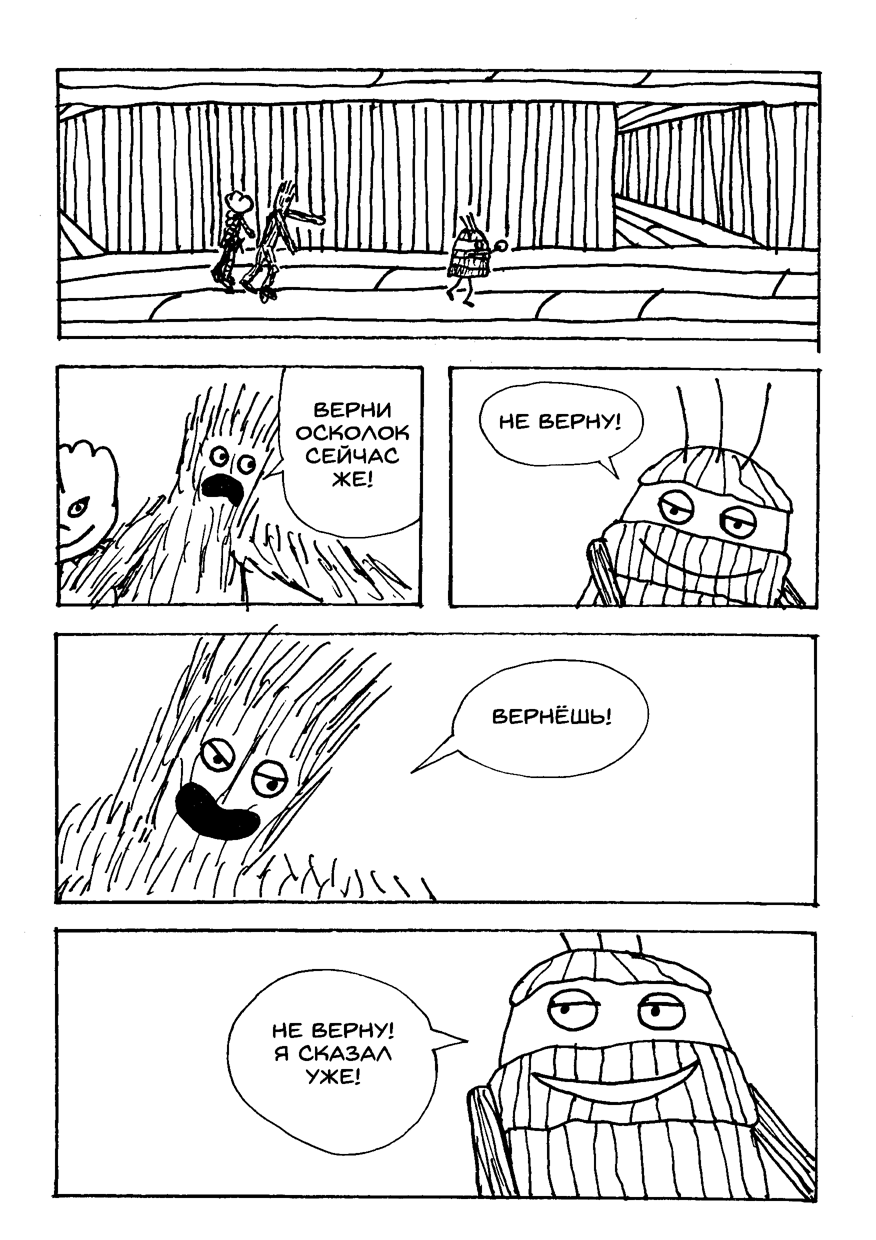 ВЕРНИ
ОСКОЛОК
СЕЙЧАС
ЖЕ!
НЕ ВЕРНУ!
ВЕРНЁШЬ!
НЕ ВЕРНУ!
Я СКАЗАЛ
УЖЕ!